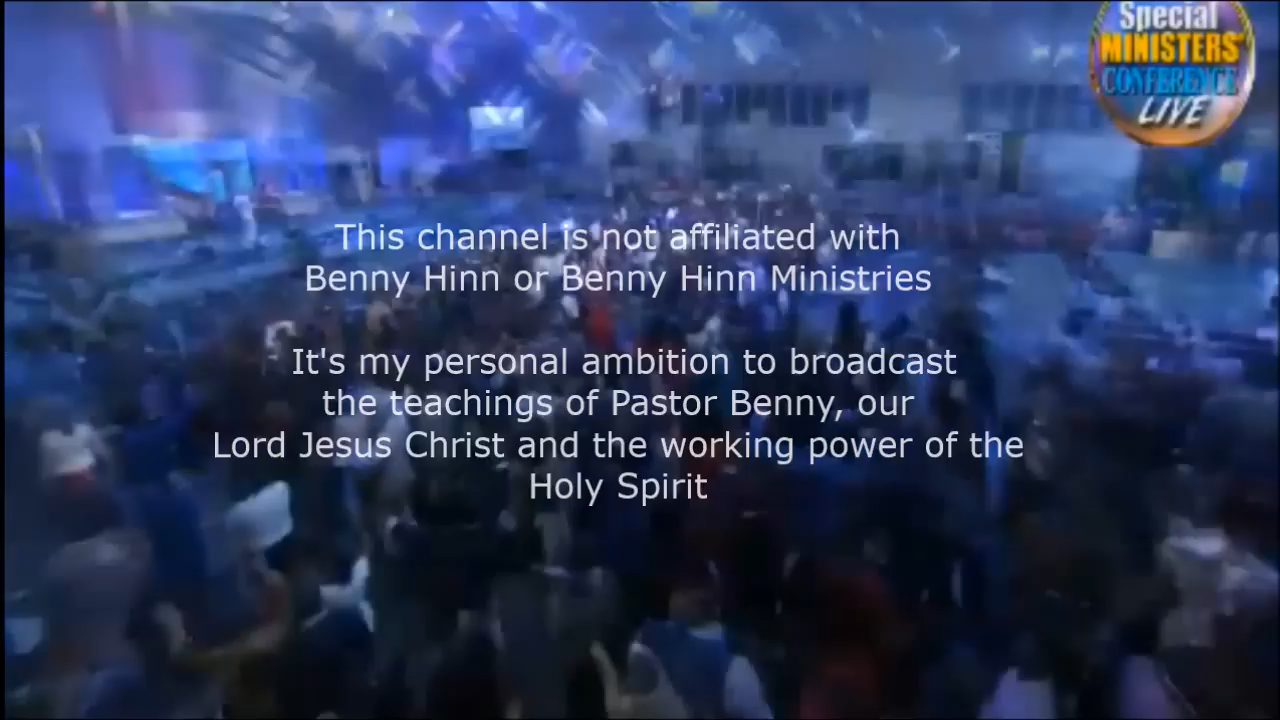 Special
MINISTERS'
CONFERENCE
LIVE
This channel is not affiliated with
Benny Hinn or Benny Hinn Ministries
It's my personal ambition to broadcast
the teachings of Pastor Benny, our
Lord Jesus Christ and the working power of the
Holy Spirit